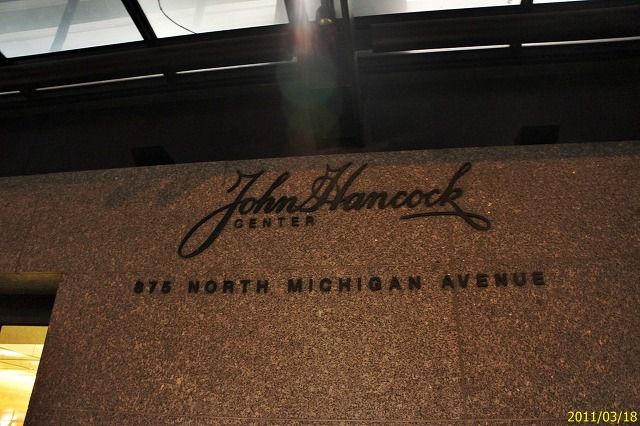 John Hancock
CENTER
875 NORTH MICHIGAN AVENUE
2011/03/18